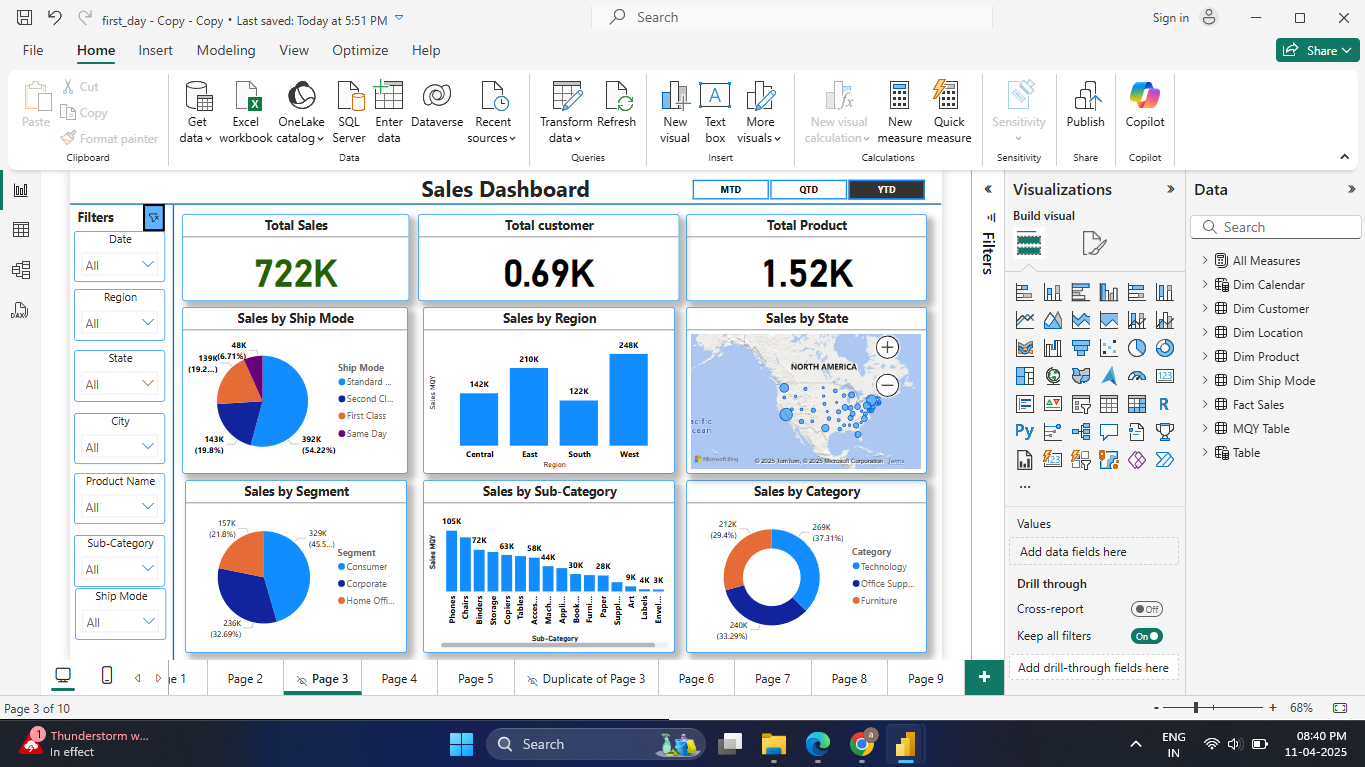 first_day - Copy - Copy • Last saved: Today at 5:51 PM
Search
Sign in
File Home Insert Modeling View Optimize Help
Share
Paste
Cut
Copy
Format painter
Clipboard
Get data
Excel workbook
OneLake catalog
SQL Server
Enter data
Dataverse
Recent sources
Data
Transform data
Refresh
Queries
New visual
Text box
More visuals
Insert
New visual calculation
New measure
Quick measure
Calculations
Sensitivity
Sensitivity
Publish
Share
Copilot
Copilot
Sales Dashboard
MTD
QTD
YTD
Filters
Date
All
Region
All
State
All
City
All
Product Name
All
Sub-Category
All
Ship Mode
All
Total Sales
722K
Total customer
0.69K
Total Product
1.52K
Sales by Ship Mode
48K
(6.71%)
139K
(19.2...)
143K
(19.8%)
392K
(54.22%)
Ship Mode
Standard ...
Second Cl...
First Class
Same Day
Sales by Region
Sales MQY
142K
210K
122K
248K
Central
East
South
West
Region
Sales by State
NORTH AMERICA
acific
cean
Microsoft Bing
© 2025 TomTom, © 2025 Microsoft Corporation Terms
Sales by Segment
157K
(21.8%)
329K
(45.5...)
236K
(32.69%)
Segment
Consumer
Corporate
Home Offi...
Sales by Sub-Category
Sales MQY
105K
72K
63K
58K
44K
30K
28K
9K
4K
3K
Phones
Chairs
Binders
Storage
Copiers
Tables
Acces...
Mach...
Appli...
Book...
Furni...
Paper
Suppl...
Art
Labels
Envel...
Sub-Category
Sales by Category
212K
(29.4%)
269K
(37.31%)
240K
(33.29%)
Category
Technology
Office Supp...
Furniture
Filters
Visualizations
Build visual
123
R
Py
123
...
Values
Add data fields here
Drill through
Cross-report
Off
Keep all filters
On
Add drill-through fields here
Data
Search
All Measures
Dim Calendar
Dim Customer
Dim Location
Dim Product
Dim Ship Mode
Fact Sales
MQY Table
Table
DAX
ge 1
Page 2
Page 3
Page 4
Page 5
Duplicate of Page 3
Page 6
Page 7
Page 8
Page 9
+
Page 3 of 10
- + 68%
1
Thunderstorm w...
In effect
Search
a
ENG
IN
08:40 PM
11-04-2025